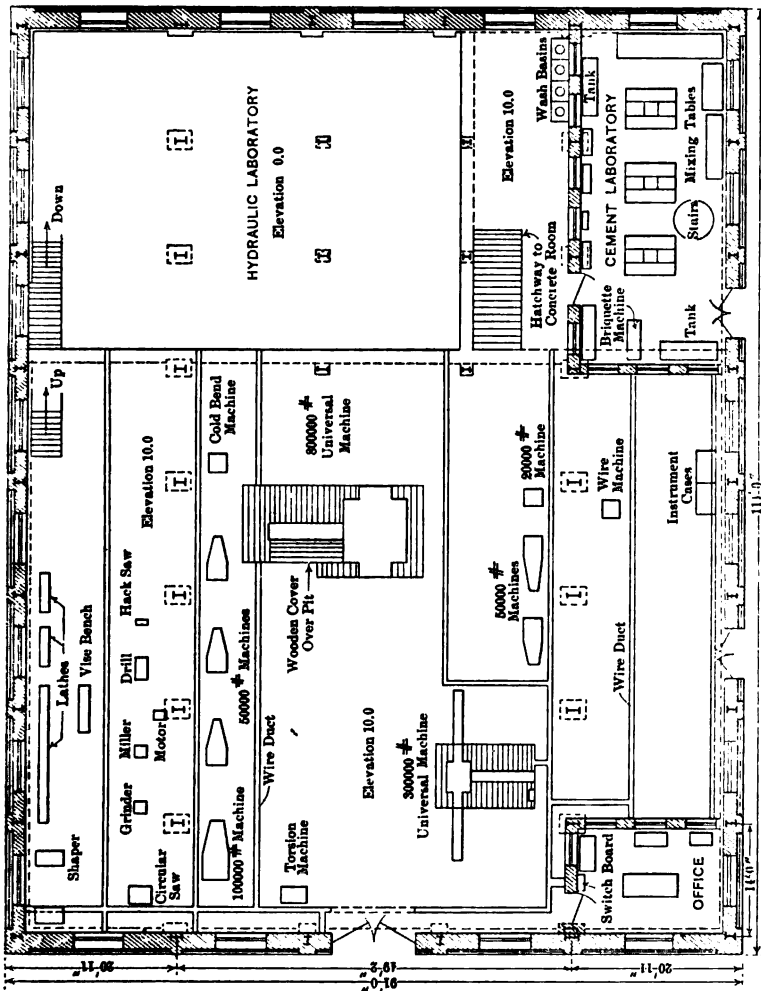 Down
Up
HYDRAULIC LABORATORY
Elevation 0.0
Elevation 10.0
Wash Basins
Tank
Hatchway to
Concrete Room
CEMENT LABORATORY
Mixing Tables
Stairs
Briquette
Machine
Tank
Shaper
Lathes
Vise Bench
Grinder
Miller
Motor
Drill
Hack Saw
Elevation 10.0
Circular
Saw
100000 # Machine
50000 # Machines
Cold Bend
Machine
Wire Duct
Torsion
Machine
Elevation 10.0
Wooden Cover
Over Pit
800000 #
Universal
Machine
300000 #
Universal Machine
50000 #
Machines
20000 #
Machine
Wire
Machine
Wire Duct
Instrument
Cases
Switch Board
OFFICE
14'0"
20'-11"
49'2"
20-11"
91'0"